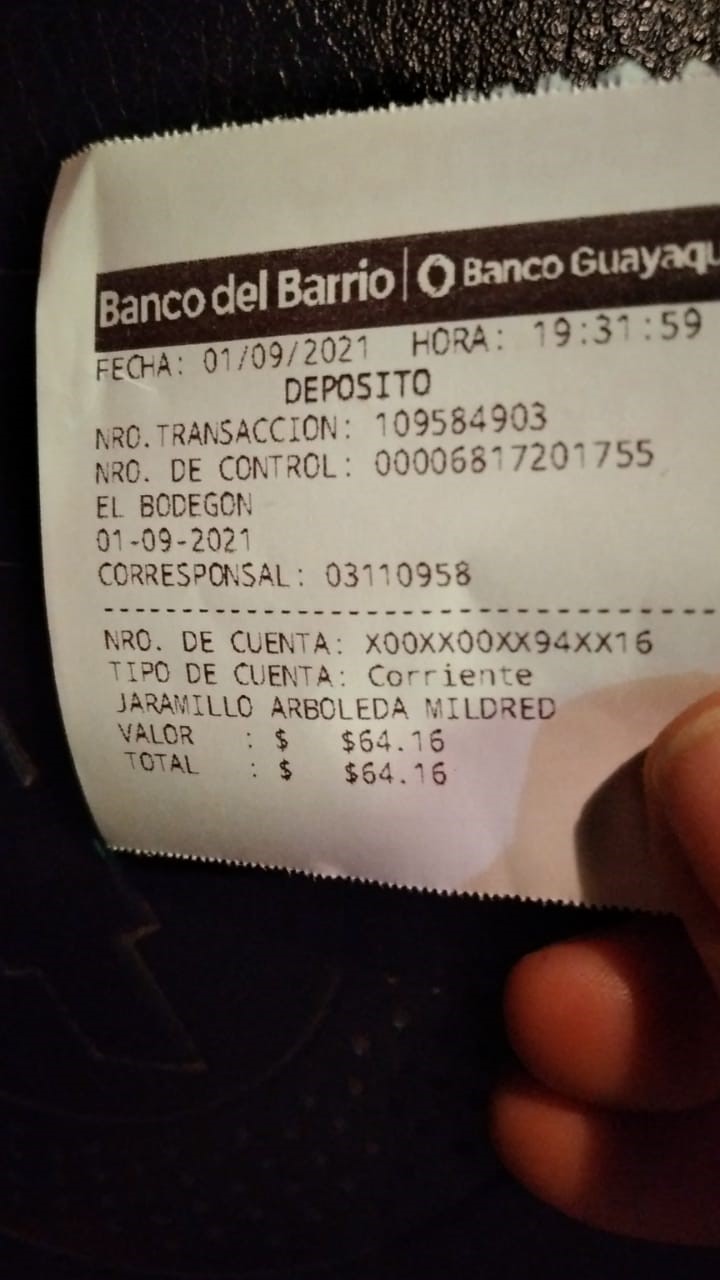 Banco del Barrio | Banco Guayaqu
FECHA: 01/09/2021 HORA: 19:31:59
DEPOSITO
NRO.TRANSACCION: 109584903
NRO. DE CONTROL: 00006817201755
EL BODEGON
01-09-2021
CORRESPONSAL: 03110958
NRO. DE CUENTA: X00XX00XX94XX16
TIPO DE CUENTA: Corriente
JARAMILLO ARBOLEDA MILDRED
VALOR : $ $64.16
TOTAL : $ $64.16